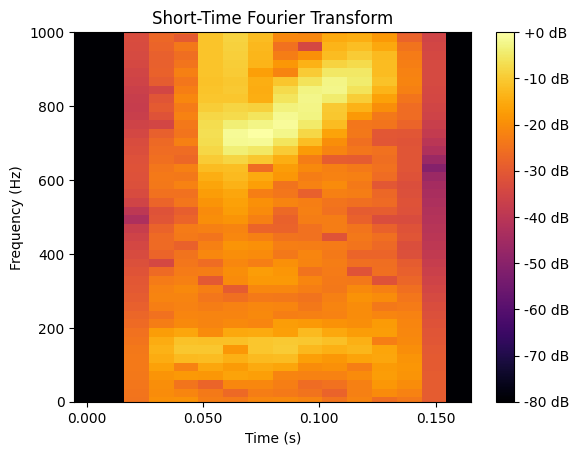 Short-Time Fourier Transform
1000
800
600
400
200
0
Frequency (Hz)
0.000
0.050
0.100
0.150
Time (s)
+0 dB
-10 dB
-20 dB
-30 dB
-40 dB
-50 dB
-60 dB
-70 dB
-80 dB